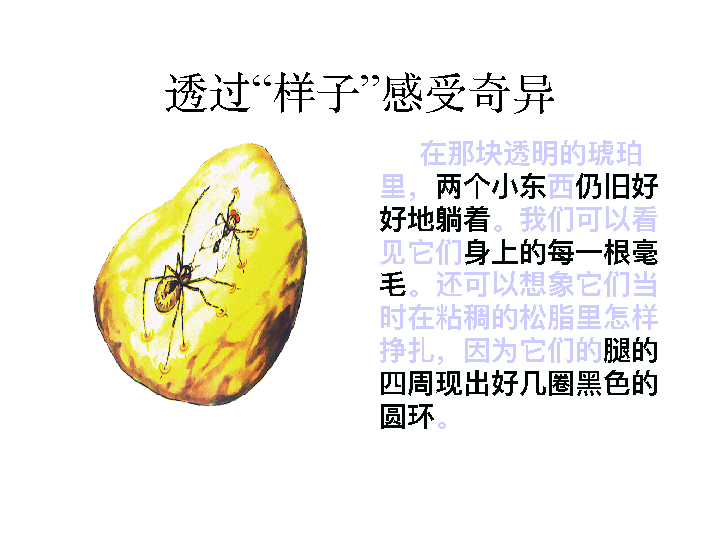 透过“样子”感受奇异
在那块透明的琥珀
里，两个小东西仍旧好
好地躺着。我们可以看
见它们身上的每一根毫
毛。还可以想象它们当
时在粘稠的松脂里怎样
挣扎，因为它们的腿的
四周现出好几圈黑色的
圆环。